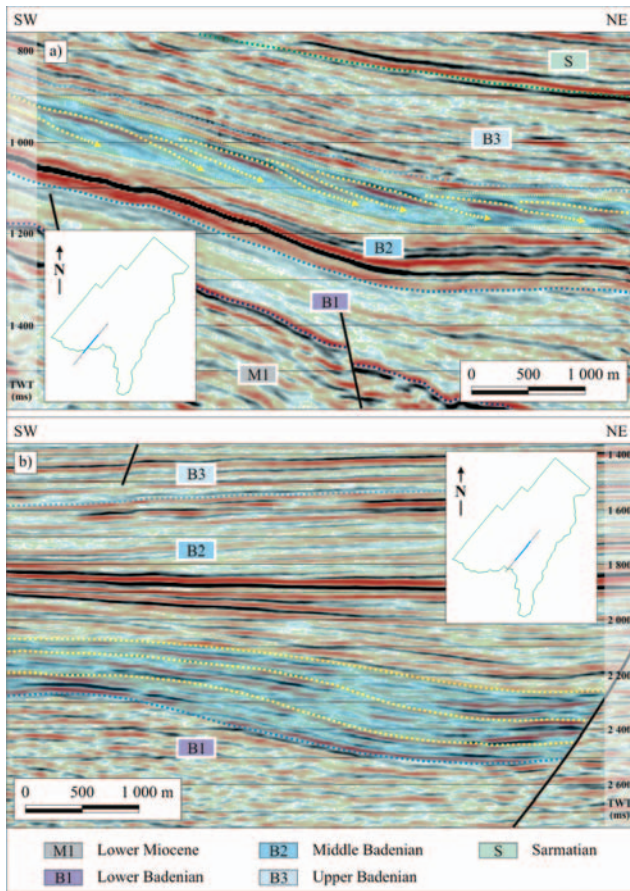 SW NE
a)
800
S
B3
1 000
1 200
B2
N
B1
1 400
M1
0 500 1 000 m
TWT
(ms)
SW NE
b)
1 400
B3
N
1 600
B2
1 800
2 000
2 200
B1
2 400
0 500 1 000 m
2 600
TWT
(ms)
M1 Lower Miocene B2 Middle Badenian S Sarmatian
B1 Lower Badenian B3 Upper Badenian